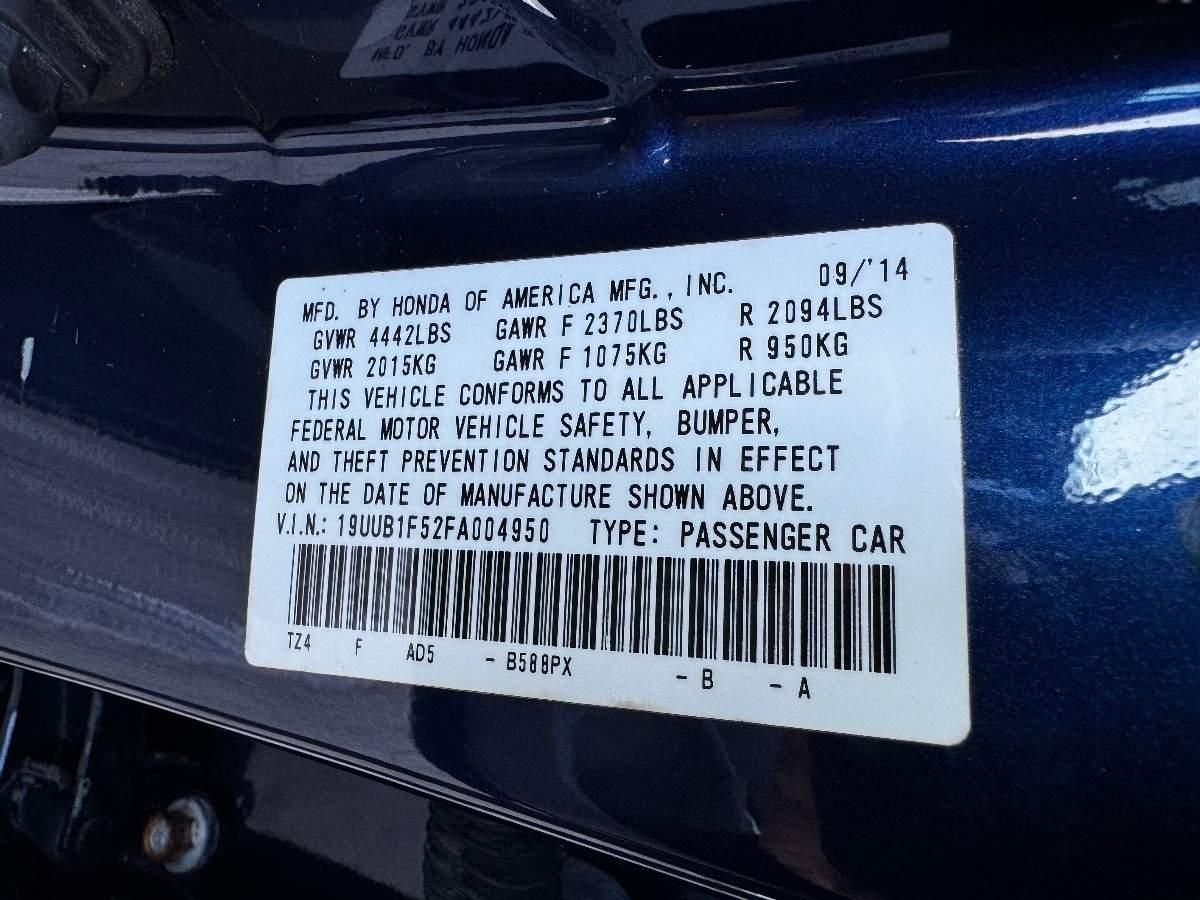 MFD. BY HONDA OF AMERICA MFG., INC. 09/'14
GVWR 4442LBS GAWR F 2370LBS R 2094LBS
GVWR 2015KG GAWR F 1075KG R 950KG
THIS VEHICLE CONFORMS TO ALL APPLICABLE
FEDERAL MOTOR VEHICLE SAFETY, BUMPER,
AND THEFT PREVENTION STANDARDS IN EFFECT
ON THE DATE OF MANUFACTURE SHOWN ABOVE.
V.I.N.: 19UUB1F52FA004950 TYPE: PASSENGER CAR
TZ4 F AD5 - B588PX - B - A